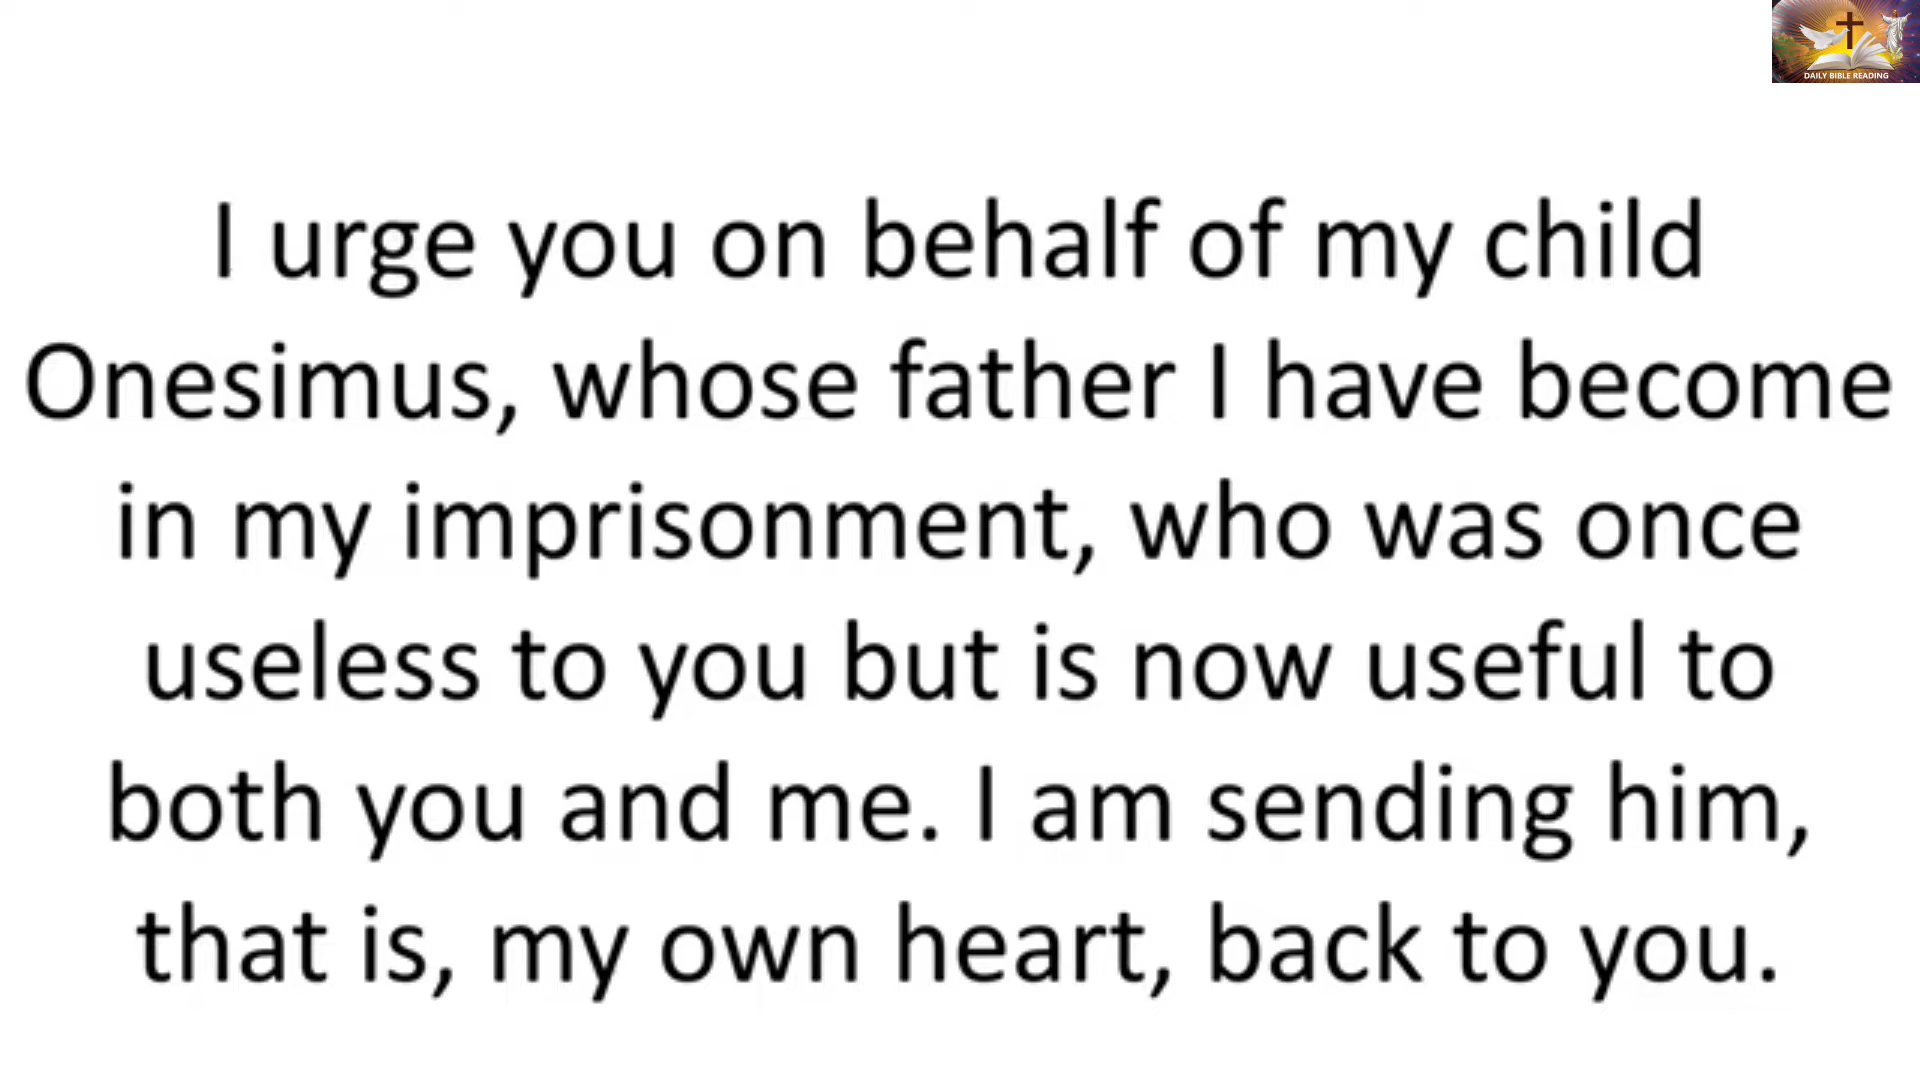 DAILY BIBLE READING
I urge you on behalf of my child
Onesimus, whose father I have become
in my imprisonment, who was once
useless to you but is now useful to
both you and me. I am sending him,
that is, my own heart, back to you.